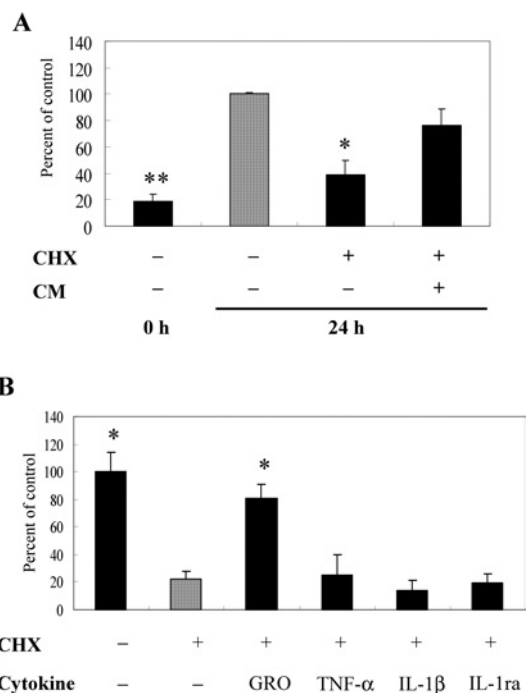 A
Percent of control
140
120
100
80
60
40
20
0
** *
CHX – – + +
CM – – – +
0 h 24 h
B
Percent of control
140
120
100
80
60
40
20
0
* *
CHX – + + + + +
Cytokine – – GRO TNF-α IL-1β IL-1ra